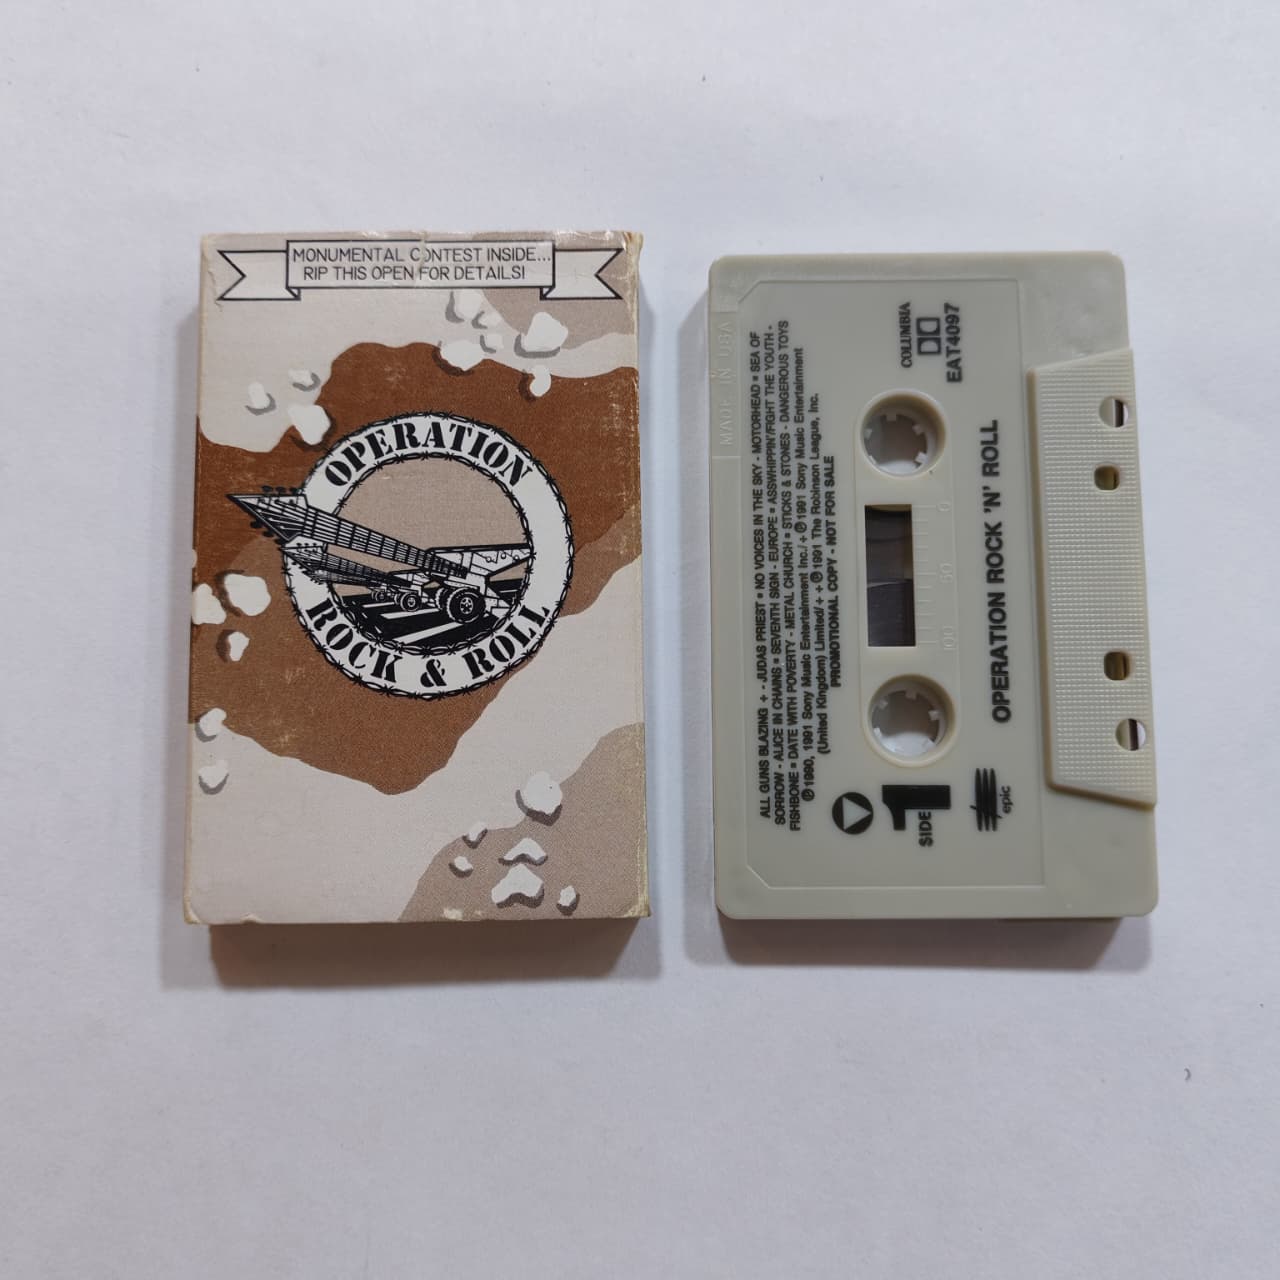 MONUMENTAL CONTEST INSIDE...
RIP THIS OPEN FOR DETAILS!
OPERATION
ROCK & ROLL
MADE IN USA
ALL GUNS BLAZING + - JUDAS PRIEST ■ NO VOICES IN THE SKY - MOTORHEAD ■ SEA OF
SORROW - ALICE IN CHAINS ■ SEVENTH SIGN - EUROPE ■ ASSWHIPPIN'/FIGHT THE YOUTH -
FISHBONE ■ DATE WITH POVERTY - METAL CHURCH ■ STICKS & STONES - DANGEROUS TOYS
℗ 1990, 1991 Sony Music Entertainment Inc./ + ℗ 1991 Sony Music Entertainment
(United Kingdom) Limited/ + + ℗ 1991 The Robinson League, Inc.
PROMOTIONAL COPY - NOT FOR SALE
SIDE 1
COLUMBIA
EAT4097
100 50 0
OPERATION ROCK 'N' ROLL
epic